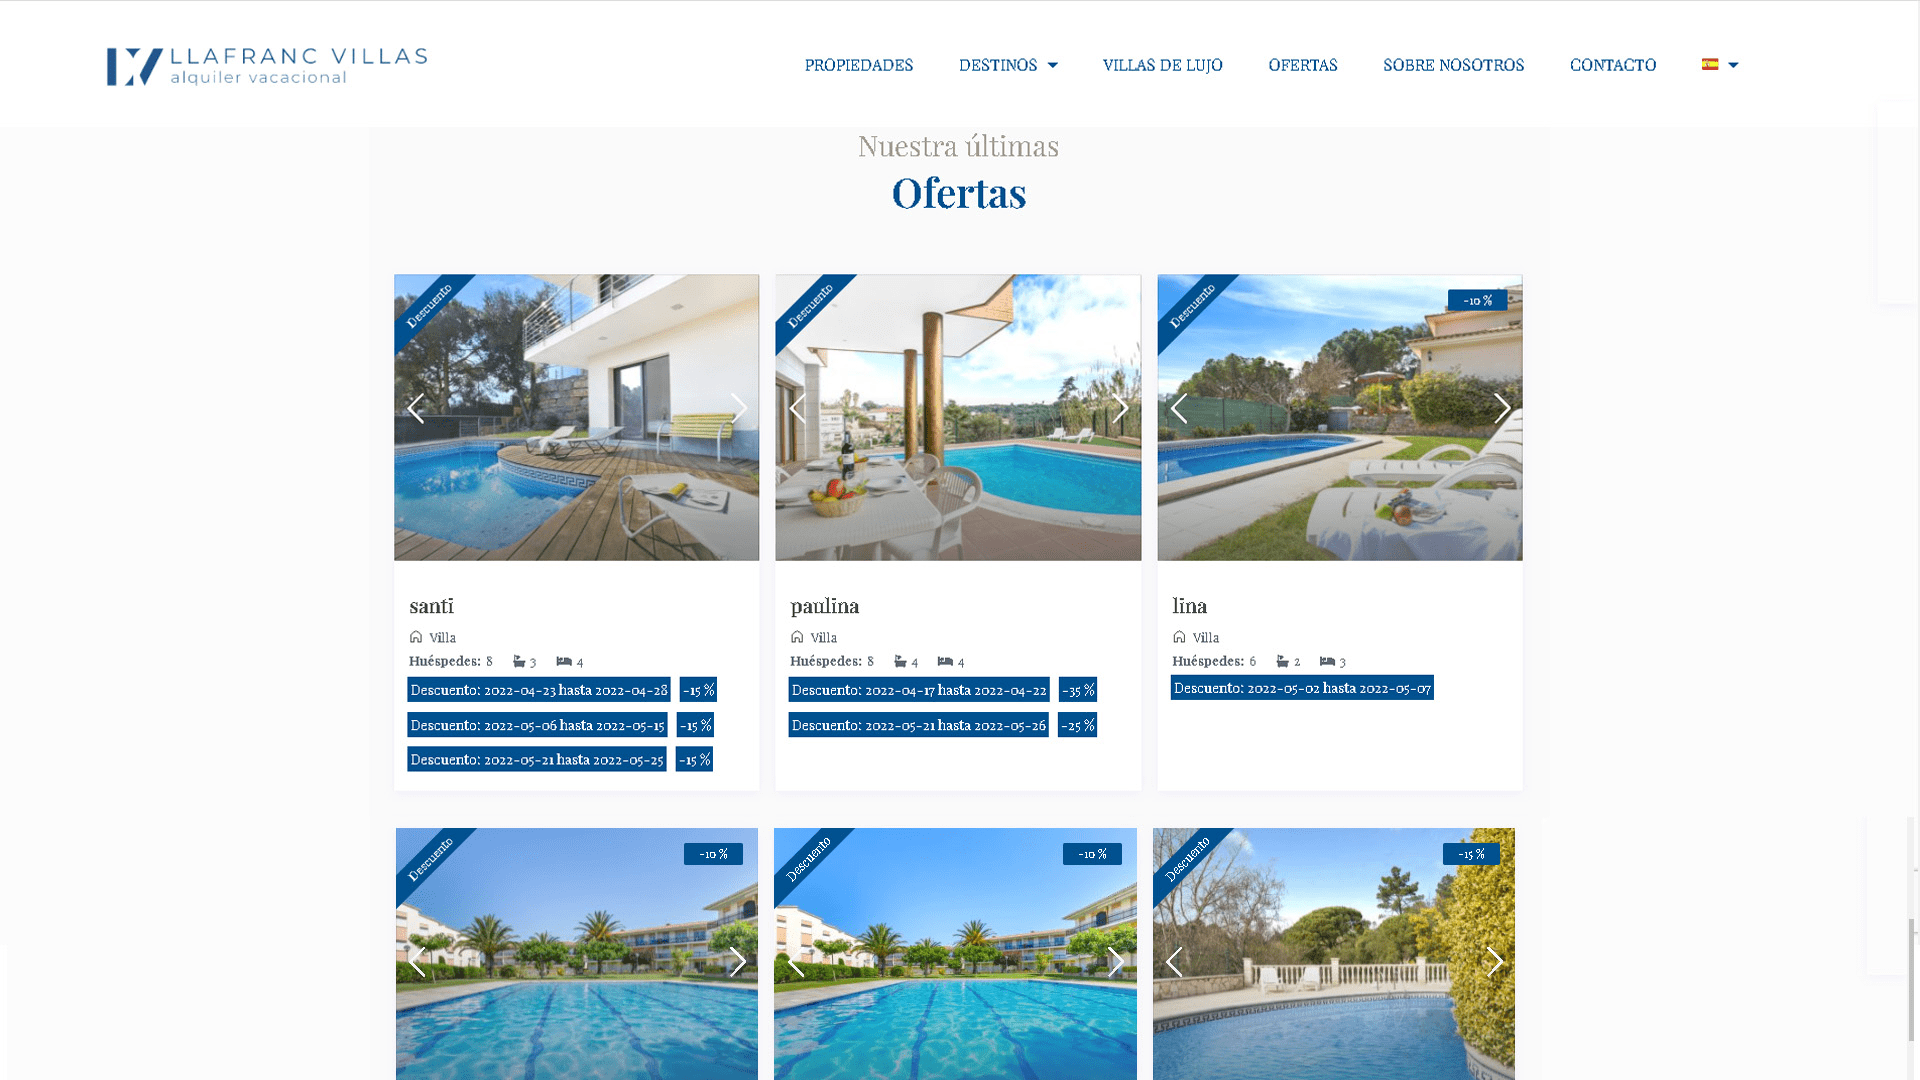 LLAFRANC VILLAS
alquiler vacacional
PROPIEDADES
DESTINOS
VILLAS DE LUJO
OFERTAS
SOBRE NOSOTROS
CONTACTO
Nuestra últimas
Ofertas
Descuento
Descuento
Descuento
-10 %
santi
Villa
Huéspedes: 8 3 4
Descuento: 2022-04-23 hasta 2022-04-28 -15 %
Descuento: 2022-05-06 hasta 2022-05-15 -15 %
Descuento: 2022-05-21 hasta 2022-05-25 -15 %
paulina
Villa
Huéspedes: 8 4 4
Descuento: 2022-04-17 hasta 2022-04-22 -35 %
Descuento: 2022-05-21 hasta 2022-05-26 -25 %
lina
Villa
Huéspedes: 6 2 3
Descuento: 2022-05-02 hasta 2022-05-07
Descuento
-10 %
Descuento
-10 %
Descuento
-15 %